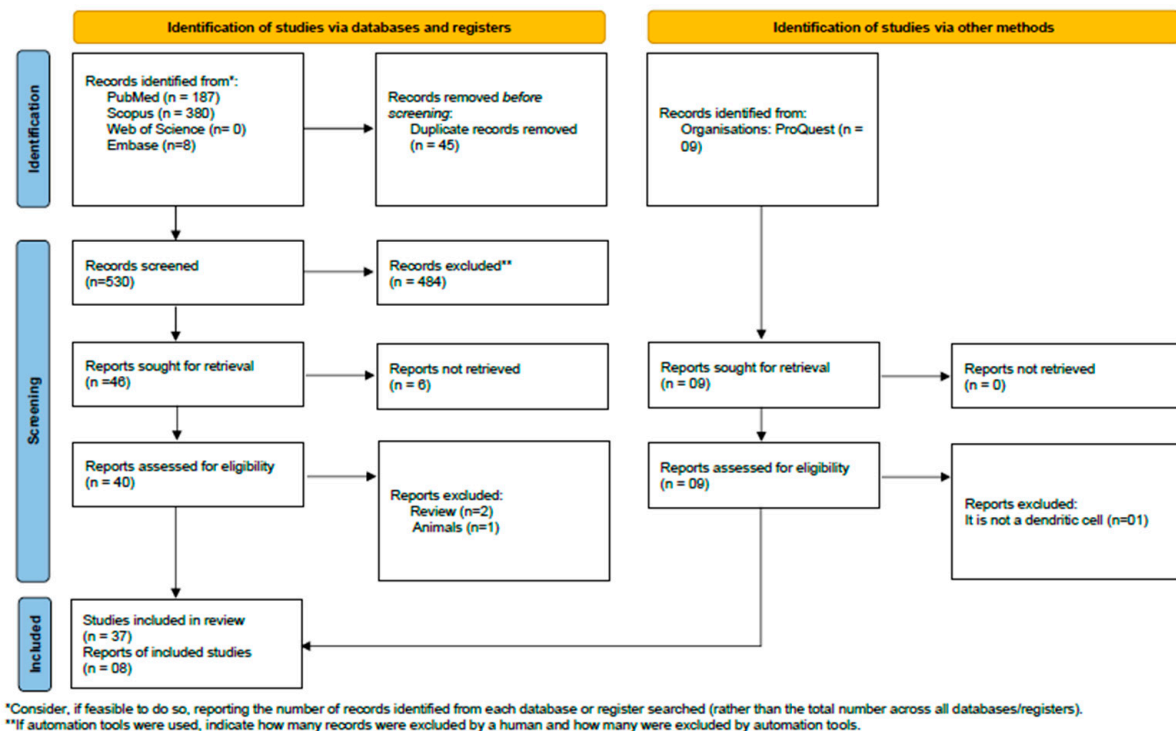 Identification of studies via databases and registers
Identification of studies via other methods
Identification
Records identified from*:
PubMed (n = 187)
Scopus (n = 380)
Web of Science (n= 0)
Embase (n=8)
Records removed before
screening:
Duplicate records removed
(n = 45)
Records identified from:
Organisations: ProQuest (n =
09)
Screening
Records screened
(n=530)
Records excluded**
(n = 484)
Reports sought for retrieval
(n =46)
Reports not retrieved
(n = 6)
Reports sought for retrieval
(n = 09)
Reports not retrieved
(n = 0)
Reports assessed for eligibility
(n = 40)
Reports excluded:
Review (n=2)
Animals (n=1)
Reports assessed for eligibility
(n = 09)
Reports excluded:
It is not a dendritic cell (n=01)
Included
Studies included in review
(n = 37)
Reports of included studies
(n = 08)
*Consider, if feasible to do so, reporting the number of records identified from each database or register searched (rather than the total number across all databases/registers).
**If automation tools were used, indicate how many records were excluded by a human and how many were excluded by automation tools.